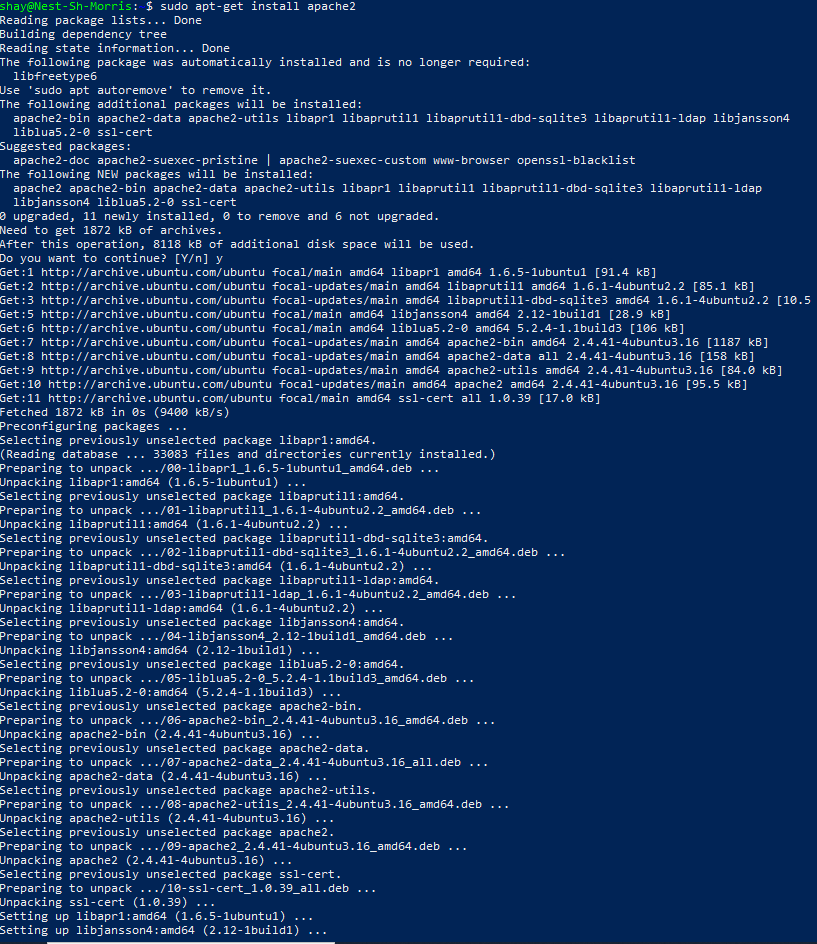 shay@Nest-Sh-Morris: $ sudo apt-get install apache2
Reading package lists... Done
Building dependency tree
Reading state information... Done
The following package was automatically installed and is no longer required:
  libfreetype6
Use 'sudo apt autoremove' to remove it.
The following additional packages will be installed:
  apache2-bin apache2-data apache2-utils libapr1 libaprutil1 libaprutil1-dbd-sqlite3 libaprutil1-ldap libjansson4
  liblua5.2-0 ssl-cert
Suggested packages:
  apache2-doc apache2-suexec-pristine | apache2-suexec-custom www-browser openssl-blacklist
The following NEW packages will be installed:
  apache2 apache2-bin apache2-data apache2-utils libapr1 libaprutil1 libaprutil1-dbd-sqlite3 libaprutil1-ldap
  libjansson4 liblua5.2-0 ssl-cert
0 upgraded, 11 newly installed, 0 to remove and 6 not upgraded.
Need to get 1872 kB of archives.
After this operation, 8118 kB of additional disk space will be used.
Do you want to continue? [Y/n] y
Get:1 http://archive.ubuntu.com/ubuntu focal/main amd64 libapr1 amd64 1.6.5-1ubuntu1 [91.4 kB]
Get:2 http://archive.ubuntu.com/ubuntu focal-updates/main amd64 libaprutil1 amd64 1.6.1-4ubuntu2.2 [85.1 kB]
Get:3 http://archive.ubuntu.com/ubuntu focal-updates/main amd64 libaprutil1-dbd-sqlite3 amd64 1.6.1-4ubuntu2.2 [10.5
Get:5 http://archive.ubuntu.com/ubuntu focal/main amd64 libjansson4 amd64 2.12-1build1 [28.9 kB]
Get:6 http://archive.ubuntu.com/ubuntu focal/main amd64 liblua5.2-0 amd64 5.2.4-1.1build3 [106 kB]
Get:7 http://archive.ubuntu.com/ubuntu focal-updates/main amd64 apache2-bin amd64 2.4.41-4ubuntu3.16 [1187 kB]
Get:8 http://archive.ubuntu.com/ubuntu focal-updates/main amd64 apache2-data all 2.4.41-4ubuntu3.16 [158 kB]
Get:9 http://archive.ubuntu.com/ubuntu focal-updates/main amd64 apache2-utils amd64 2.4.41-4ubuntu3.16 [84.0 kB]
Get:10 http://archive.ubuntu.com/ubuntu focal-updates/main amd64 apache2 amd64 2.4.41-4ubuntu3.16 [95.5 kB]
Get:11 http://archive.ubuntu.com/ubuntu focal/main amd64 ssl-cert all 1.0.39 [17.0 kB]
Fetched 1872 kB in 0s (9400 kB/s)
Preconfiguring packages ...
Selecting previously unselected package libapr1:amd64.
(Reading database ... 33083 files and directories currently installed.)
Preparing to unpack .../00-libapr1_1.6.5-1ubuntu1_amd64.deb ...
Unpacking libapr1:amd64 (1.6.5-1ubuntu1) ...
Selecting previously unselected package libaprutil1:amd64.
Preparing to unpack .../01-libaprutil1_1.6.1-4ubuntu2.2_amd64.deb ...
Unpacking libaprutil1:amd64 (1.6.1-4ubuntu2.2) ...
Selecting previously unselected package libaprutil1-dbd-sqlite3:amd64.
Preparing to unpack .../02-libaprutil1-dbd-sqlite3_1.6.1-4ubuntu2.2_amd64.deb ...
Unpacking libaprutil1-dbd-sqlite3:amd64 (1.6.1-4ubuntu2.2) ...
Selecting previously unselected package libaprutil1-ldap:amd64.
Preparing to unpack .../03-libaprutil1-ldap_1.6.1-4ubuntu2.2_amd64.deb ...
Unpacking libaprutil1-ldap:amd64 (1.6.1-4ubuntu2.2) ...
Selecting previously unselected package libjansson4:amd64.
Preparing to unpack .../04-libjansson4_2.12-1build1_amd64.deb ...
Unpacking libjansson4:amd64 (2.12-1build1) ...
Selecting previously unselected package liblua5.2-0:amd64.
Preparing to unpack .../05-liblua5.2-0_5.2.4-1.1build3_amd64.deb ...
Unpacking liblua5.2-0:amd64 (5.2.4-1.1build3) ...
Selecting previously unselected package apache2-bin.
Preparing to unpack .../06-apache2-bin_2.4.41-4ubuntu3.16_amd64.deb ...
Unpacking apache2-bin (2.4.41-4ubuntu3.16) ...
Selecting previously unselected package apache2-data.
Preparing to unpack .../07-apache2-data_2.4.41-4ubuntu3.16_all.deb ...
Unpacking apache2-data (2.4.41-4ubuntu3.16) ...
Selecting previously unselected package apache2-utils.
Preparing to unpack .../08-apache2-utils_2.4.41-4ubuntu3.16_amd64.deb ...
Unpacking apache2-utils (2.4.41-4ubuntu3.16) ...
Selecting previously unselected package apache2.
Preparing to unpack .../09-apache2_2.4.41-4ubuntu3.16_amd64.deb ...
Unpacking apache2 (2.4.41-4ubuntu3.16) ...
Selecting previously unselected package ssl-cert.
Preparing to unpack .../10-ssl-cert_1.0.39_all.deb ...
Unpacking ssl-cert (1.0.39) ...
Setting up libapr1:amd64 (1.6.5-1ubuntu1) ...
Setting up libjansson4:amd64 (2.12-1build1) ...